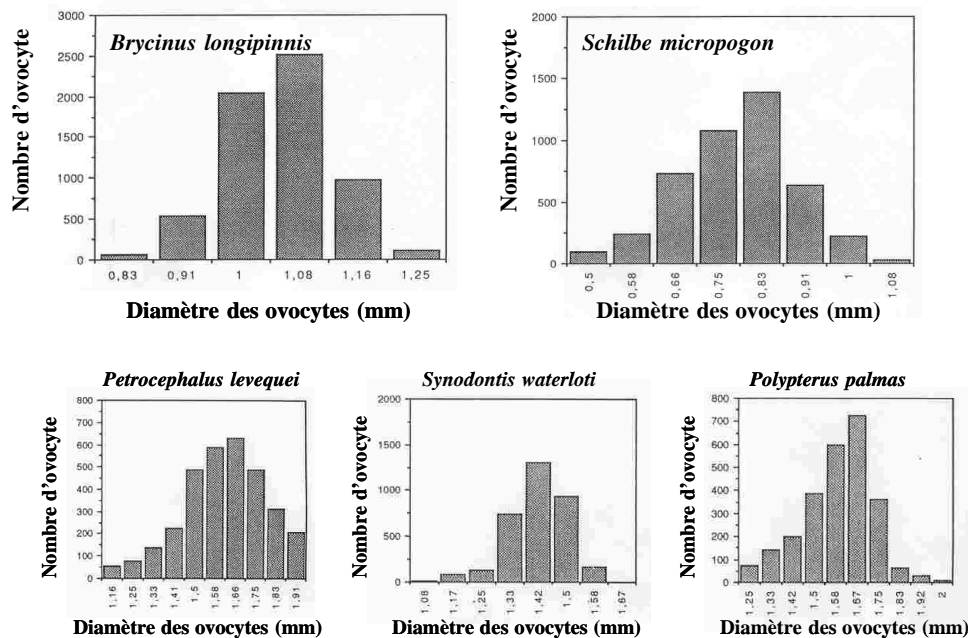 Brycinus longipinnis
Nombre d'ovocyte
3000
2500
2000
1500
1000
500
0
0,83 0,91 1 1,08 1,16 1,25
Diamètre des ovocytes (mm)
Schilbe micropogon
Nombre d'ovocyte
2000
1500
1000
500
0
0,5 0,58 0,66 0,75 0,83 0,91 1 1,08
Diamètre des ovocytes (mm)
Petrocephalus levequei
Nombre d'ovocyte
800
700
600
500
400
300
200
100
0
1,16 1,25 1,33 1,41 1,5 1,58 1,66 1,75 1,83 1,91
Diamètre des ovocytes (mm)
Synodontis waterloti
Nombre d'ovocyte
2000
1000
0
1,08 1,17 1,25 1,33 1,42 1,5 1,58 1,67
Diamètre des ovocytes (mm)
Polypterus palmas
Nombre d'ovocyte
800
700
600
500
400
300
200
100
0
1,25 1,33 1,42 1,5 1,58 1,67 1,75 1,83 1,92 2
Diamètre des ovocytes (mm)